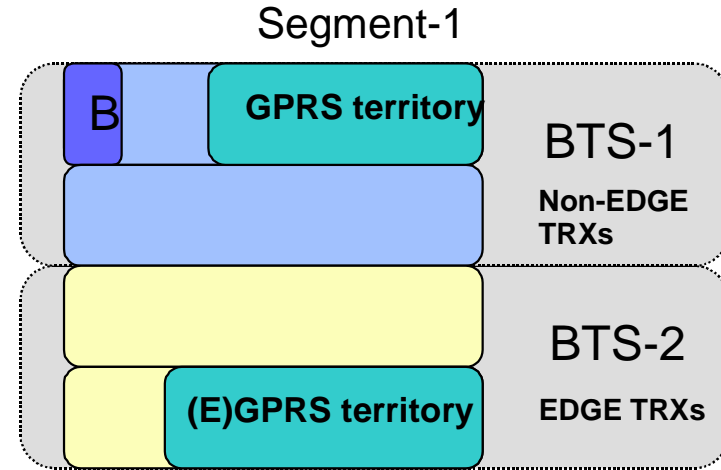 Segment-1
B
GPRS territory
BTS-1
Non-EDGE
TRXs
BTS-2
(E)GPRS territory
EDGE TRXs